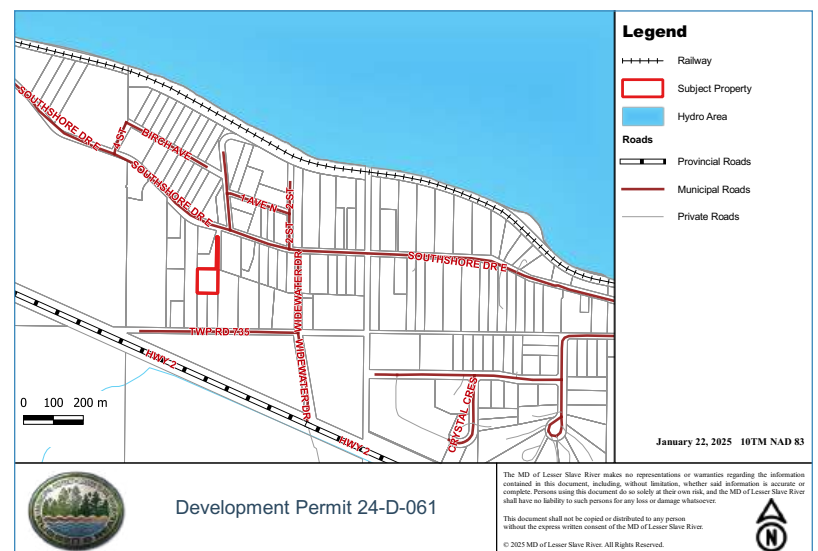 Legend
Railway
Subject Property
Hydro Area
Roads
Provincial Roads
Municipal Roads
Private Roads
SOUTHSHORE DR E
4 ST
BIRCH AVE
SOUTHSHORE DR E
1 AVE N
2 ST
2 ST
SOUTHSHORE DR E
WIDEWATER DR
TWP RD 735
WIDEWATER DR
HWY 2
HWY 2
CRYSTAL CRES
0 100 200 m
January 22, 2025 10TM NAD 83
Development Permit 24-D-061
The MD of Lesser Slave River makes no representations or warranties regarding the information
contained in this document, including, without limitation, whether said information is accurate or
complete. Persons using this document do so solely at their own risk, and the MD of Lesser Slave River
shall have no liability to such persons for any loss or damage whatsoever.
This document shall not be copied or distributed to any person
without the express written consent of the MD of Lesser Slave River.
© 2025 MD of Lesser Slave River. All Rights Reserved.
N